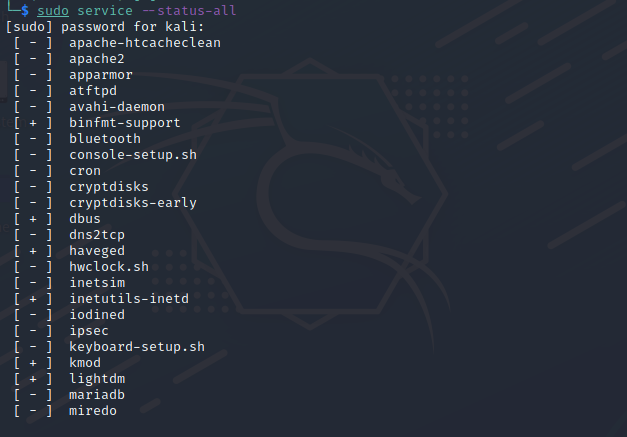 └─$ sudo service --status-all
[sudo] password for kali:
[ - ] apache-htcacheclean
[ - ] apache2
[ - ] apparmor
[ - ] atftpd
[ - ] avahi-daemon
[ + ] binfmt-support
[ - ] bluetooth
[ - ] console-setup.sh
[ - ] cron
[ - ] cryptdisks
[ - ] cryptdisks-early
[ + ] dbus
[ - ] dns2tcp
[ + ] haveged
[ - ] hwclock.sh
[ - ] inetsim
[ + ] inetutils-inetd
[ - ] iodined
[ - ] ipsec
[ - ] keyboard-setup.sh
[ + ] kmod
[ + ] lightdm
[ - ] mariadb
[ - ] miredo